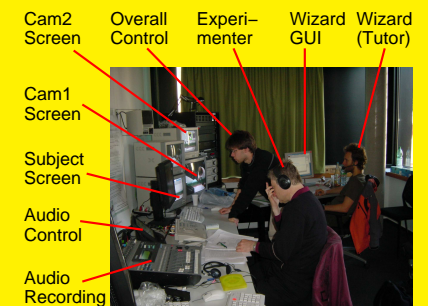 Cam2
Screen
Overall
Control
Experi–
menter
Wizard
GUI
Wizard
(Tutor)
Cam1
Screen
Subject
Screen
Audio
Control
Audio
Recording